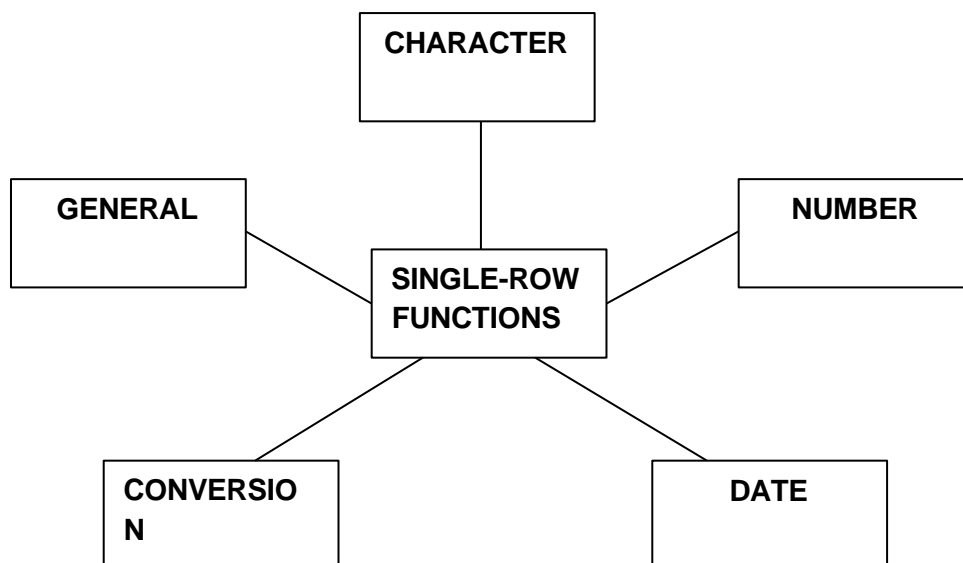 CHARACTER
GENERAL
NUMBER
SINGLE-ROW
FUNCTIONS
CONVERSIO
N
DATE